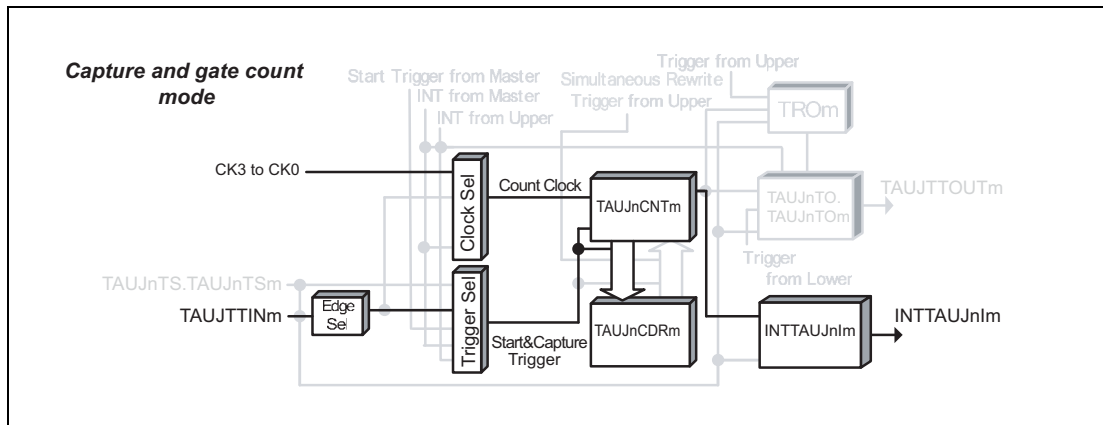 Capture and gate count
mode
Start Trigger from Master
INT from Master
INT from Upper
Simultaneous Rewrite
Trigger from Upper
Trigger from Upper
TROm
CK3 to CK0
Clock Sel
Count Clock
TAUJnCNTm
TAUJnTO.
TAUJnTOm
TAUJTTOUTm
Trigger
from Lower
TAUJnTS.TAUJnTSm
TAUJTTINm
Edge
Sel
Trigger Sel
Start&Capture
Trigger
TAUJnCDRm
INTTAUJnIm
INTTAUJnIm